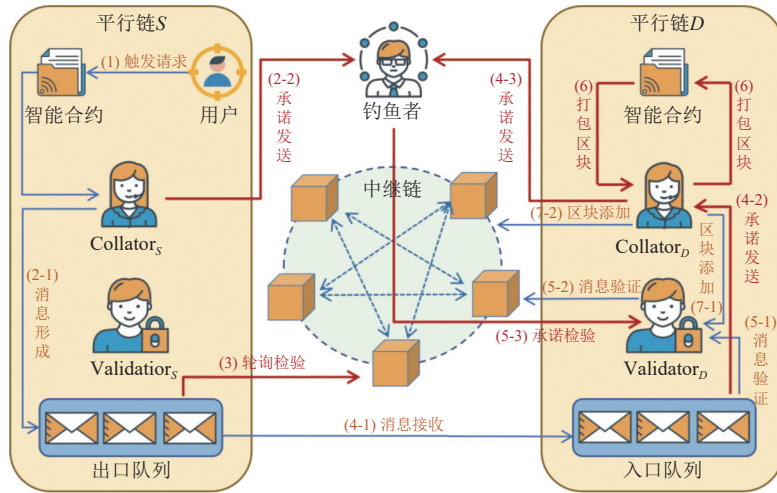 平行链S
(1) 触发请求
智能合约
用户
Collator_S
(2-1)
消息形成
Validatior_S
出口队列
(2-2)
承诺发送
钓鱼者
(4-3)
承诺发送
中继链
(7-2) 区块添加
(5-2) 消息验证
(5-3) 承诺检验
(3) 轮询检验
(4-1) 消息接收
平行链D
(6)
打包区块
智能合约
(6)
打包区块
Collator_D
(4-2)
承诺发送
区块添加
(7-1)
Validator_D
(5-1)
消息验证
入口队列